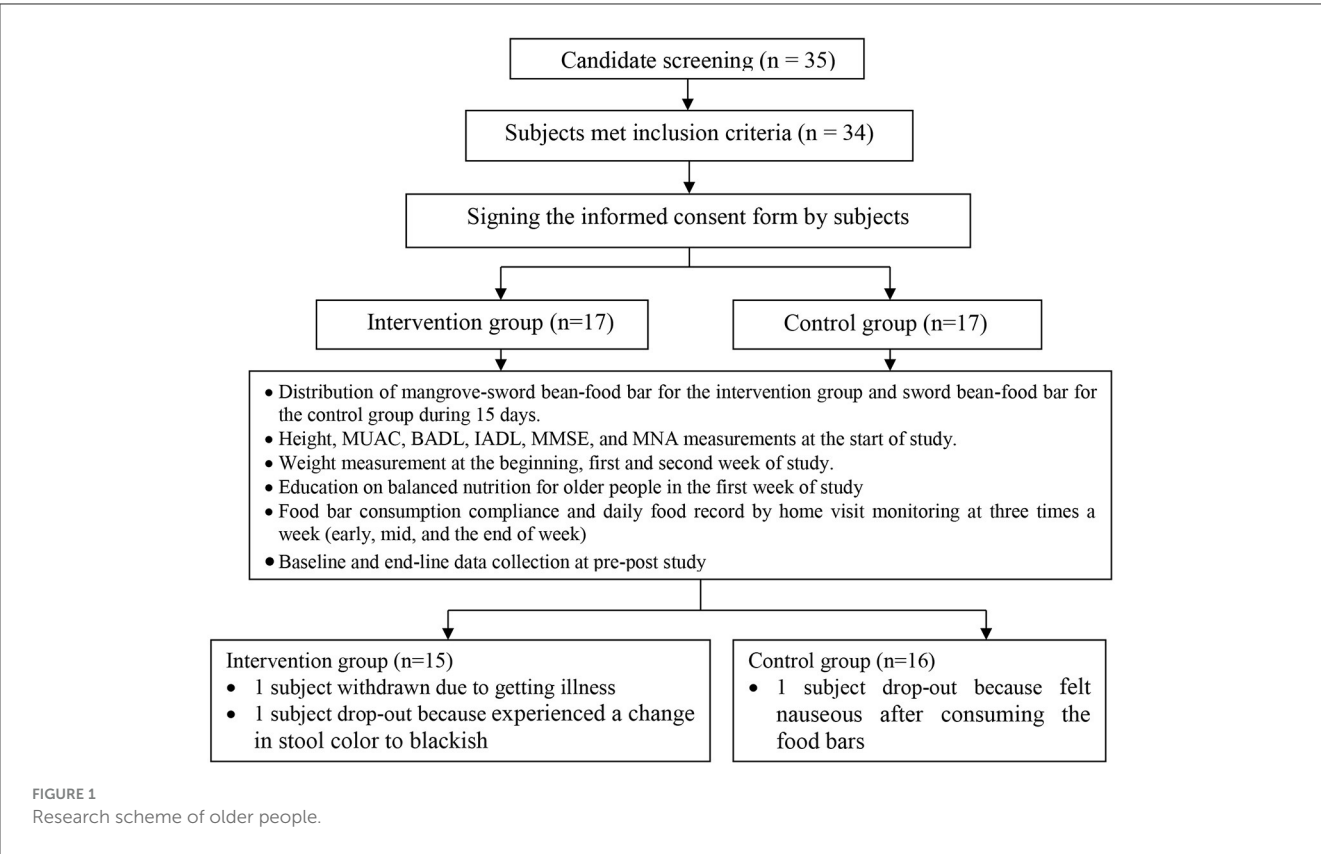 Candidate screening (n = 35)
Subjects met inclusion criteria (n = 34)
Signing the informed consent form by subjects
Intervention group (n=17)
Control group (n=17)
• Distribution of mangrove-sword bean-food bar for the intervention group and sword bean-food bar for
the control group during 15 days.
• Height, MUAC, BADL, IADL, MMSE, and MNA measurements at the start of study.
• Weight measurement at the beginning, first and second week of study.
• Education on balanced nutrition for older people in the first week of study
• Food bar consumption compliance and daily food record by home visit monitoring at three times a
week (early, mid, and the end of week)
• Baseline and end-line data collection at pre-post study
Intervention group (n=15)
• 1 subject withdrawn due to getting illness
• 1 subject drop-out because experienced a change
in stool color to blackish
Control group (n=16)
• 1 subject drop-out because felt
nauseous after consuming the
food bars
FIGURE 1
Research scheme of older people.